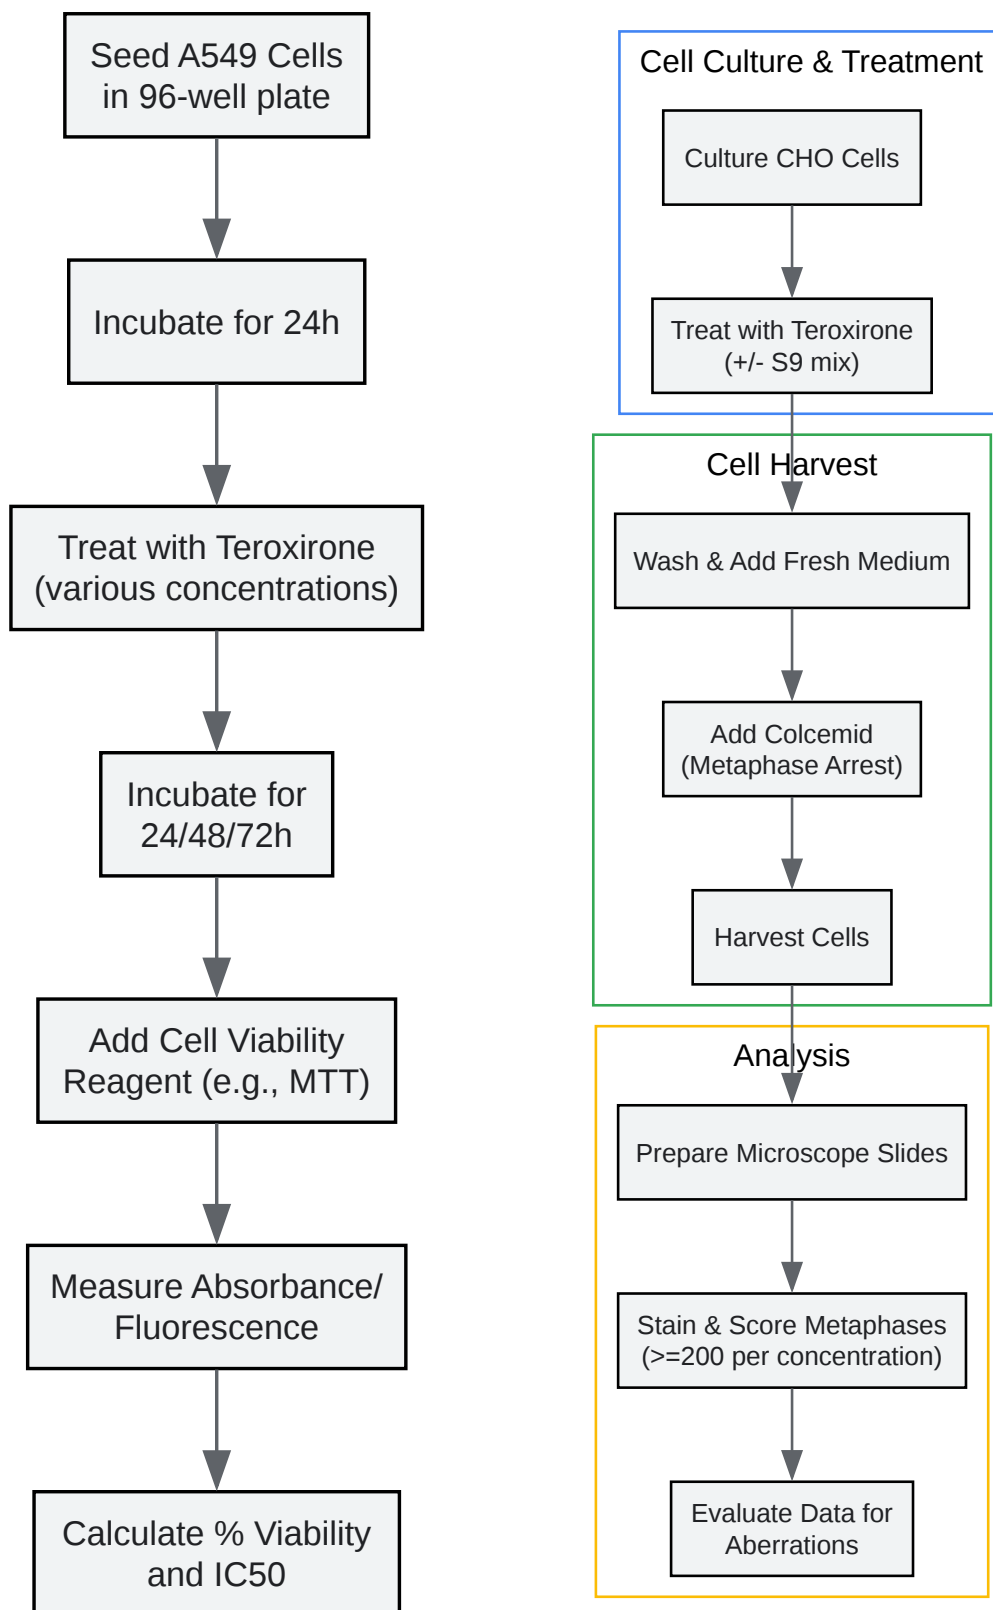 Seed A549 Cells
in 96-well plate
Incubate for 24h
Treat with Teroxirone
(various concentrations)
Incubate for
24/48/72h
Add Cell Viability
Reagent (e.g., MTT)
Measure Absorbance/
Fluorescence
Calculate % Viability
and IC50
Cell Culture & Treatment
Culture CHO Cells
Treat with Teroxirone
(+/- S9 mix)
Cell Harvest
Wash & Add Fresh Medium
Add Colcemid
(Metaphase Arrest)
Harvest Cells
Analysis
Prepare Microscope Slides
Stain & Score Metaphases
(>=200 per concentration)
Evaluate Data for
Aberrations